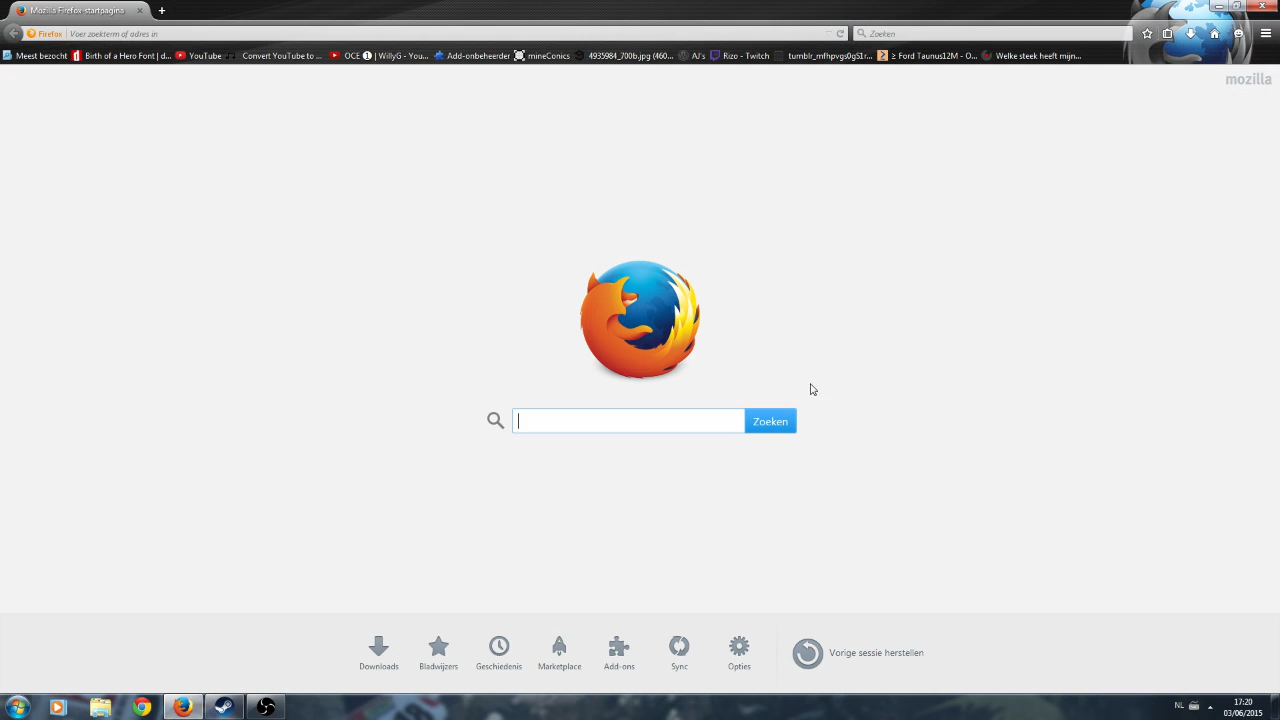 Mozilla Firefox-startpagina
Firefox Voer zoekterm of adres in Zoeken
Meest bezocht Birth of a Hero Font | d... YouTube Convert YouTube to ... OCE ① | WillyG - You... Add-onbeheerder mineConics 4935984_700b.jpg (460... AJ's Rizo - Twitch tumblr_mfhpvgs0gS1r... ≥ Ford Taunus12M - O... Welke steek heeft mijn...
mozilla
Zoeken
Downloads Bladwijzers Geschiedenis Marketplace Add-ons Sync Opties Vorige sessie herstellen
NL 17:20
03/06/2015